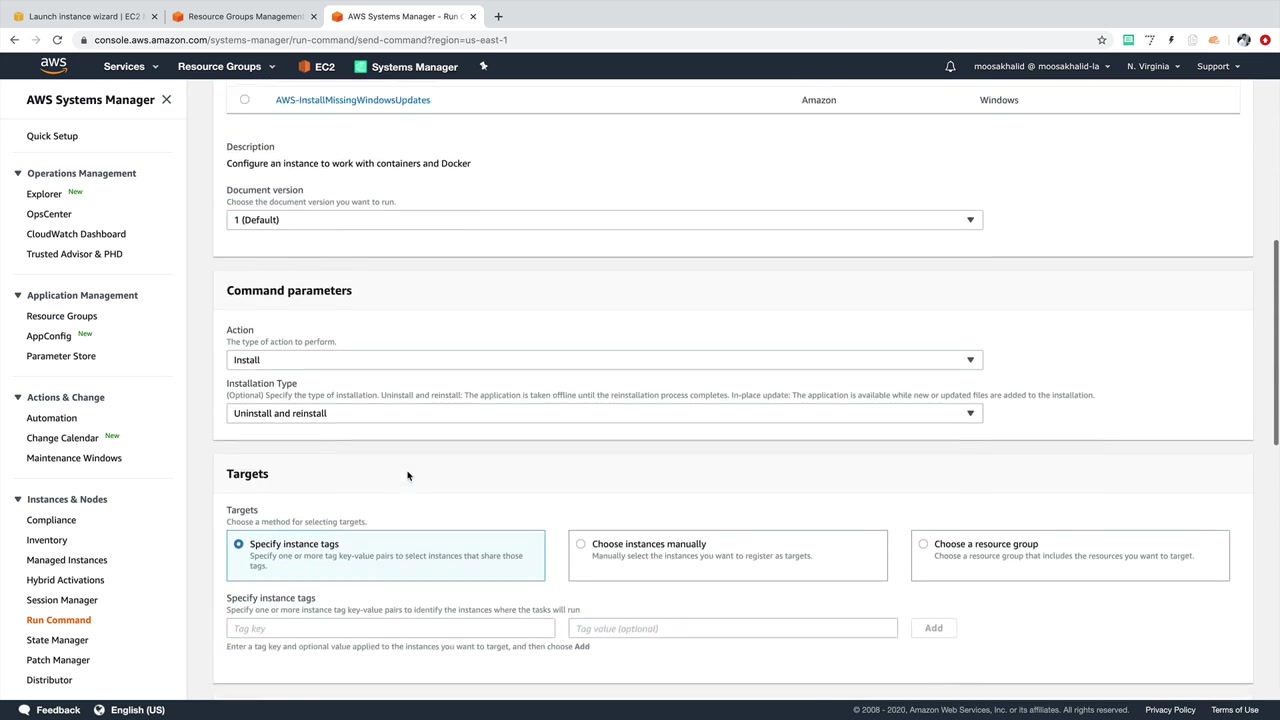 Launch instance wizard | EC2
Resource Groups Management
AWS Systems Manager - Run C
console.aws.amazon.com/systems-manager/run-command/send-command?region=us-east-1
aws
Services
Resource Groups
EC2
Systems Manager
moosakhalid @ moosakhalid-la
N. Virginia
Support
AWS Systems Manager
Quick Setup
Operations Management
Explorer New
OpsCenter
CloudWatch Dashboard
Trusted Advisor & PHD
Application Management
Resource Groups
AppConfig New
Parameter Store
Actions & Change
Automation
Change Calendar New
Maintenance Windows
Instances & Nodes
Compliance
Inventory
Managed Instances
Hybrid Activations
Session Manager
Run Command
State Manager
Patch Manager
Distributor
AWS-InstallMissingWindowsUpdates
Amazon
Windows
Description
Configure an instance to work with containers and Docker
Document version
Choose the document version you want to run.
1 (Default)
Command parameters
Action
The type of action to perform.
Install
Installation Type
(Optional) Specify the type of installation. Uninstall and reinstall: The application is taken offline until the reinstallation process completes. In-place update: The application is available while new or updated files are added to the installation.
Uninstall and reinstall
Targets
Targets
Choose a method for selecting targets.
Specify instance tags
Specify one or more tag key-value pairs to select instances that share those
tags.
Choose instances manually
Manually select the instances you want to register as targets.
Choose a resource group
Choose a resource group that includes the resources you want to target.
Specify instance tags
Specify one or more instance tag key-value pairs to identify the instances where the tasks will run
Tag key
Tag value (optional)
Add
Enter a tag key and optional value applied to the instances you want to target, and then choose Add
Feedback
English (US)
© 2008 - 2020, Amazon Web Services, Inc. or its affiliates. All rights reserved.
Privacy Policy
Terms of Use